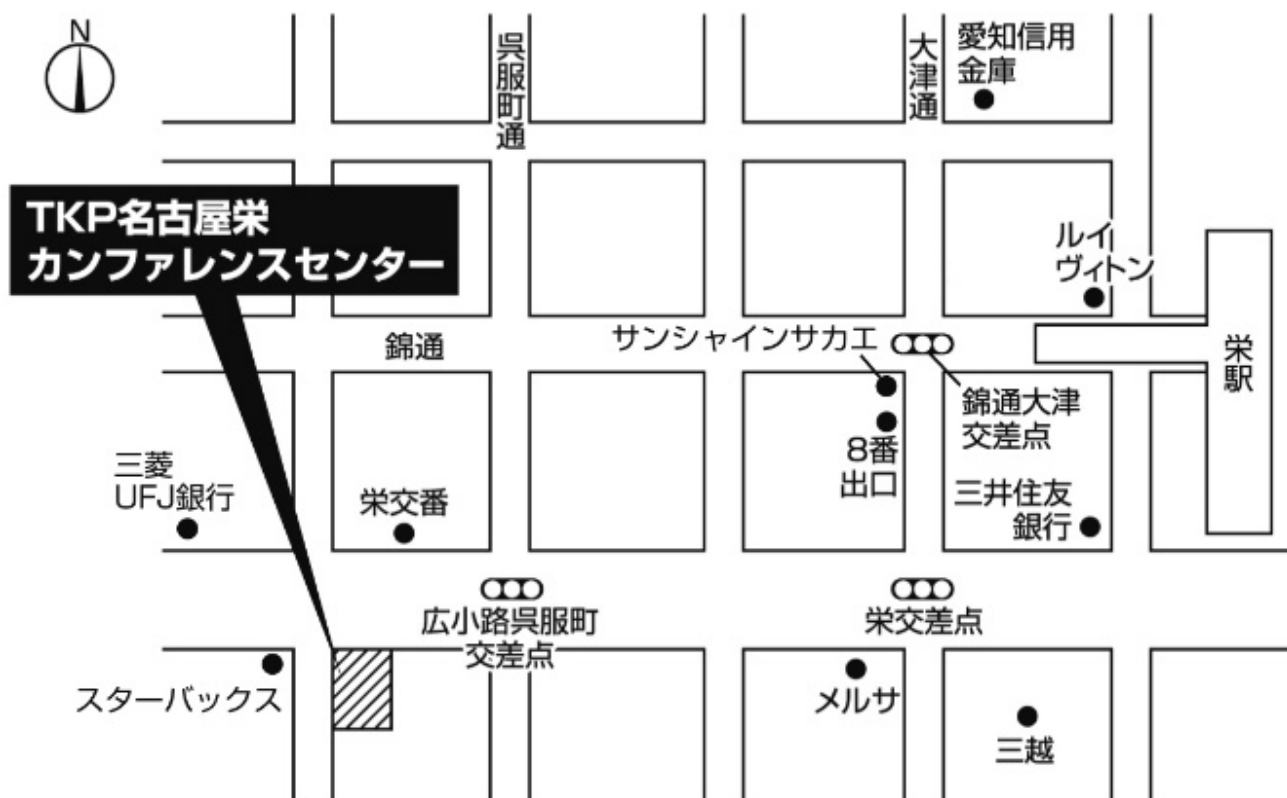 N
呉服町通
大津通
愛知信用
金庫
TKP名古屋栄
カンファレンスセンター
ルイ
ヴィトン
錦通
サンシャインサカエ
栄駅
錦通大津
交差点
8番
出口
三菱
UFJ銀行
栄交番
三井住友
銀行
広小路呉服町
交差点
栄交差点
スターバックス
メルサ
三越